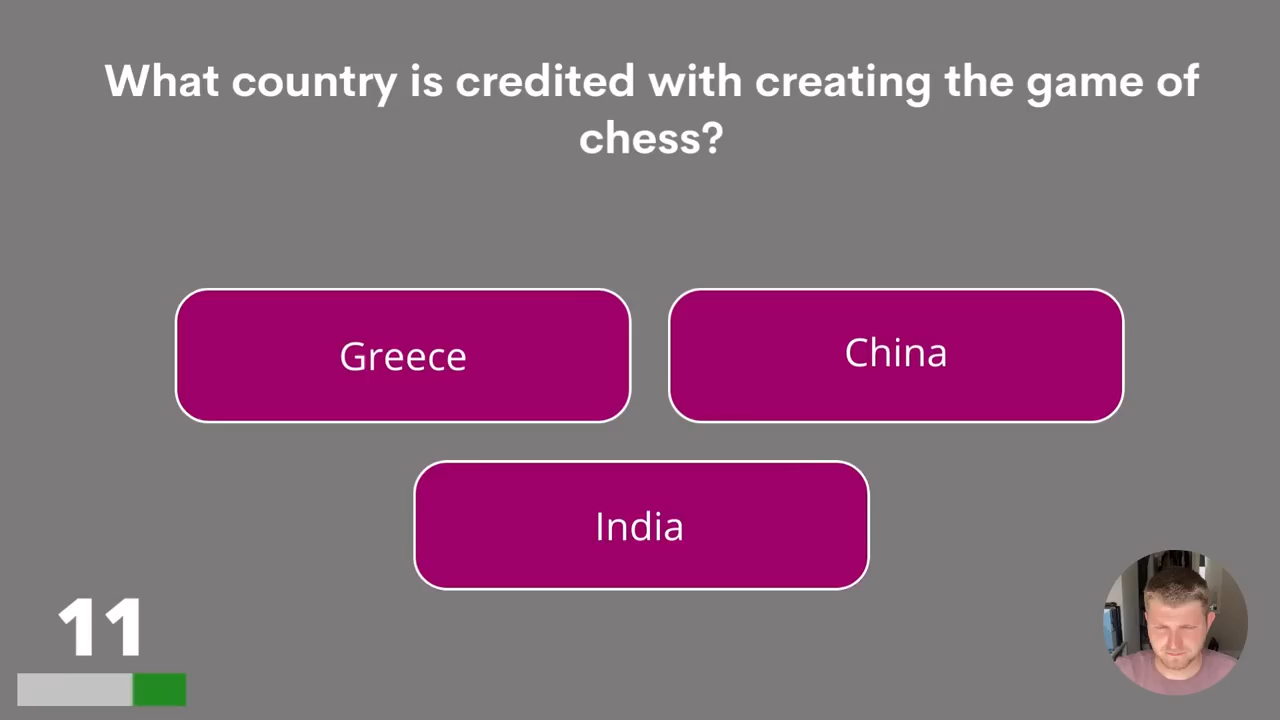 What country is credited with creating the game of
chess?
Greece
China
India
11